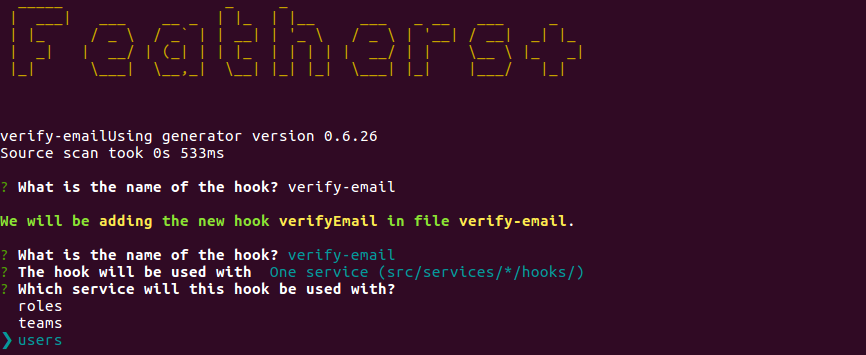 Feathers+
verify-emailUsing generator version 0.6.26
Source scan took 0s 533ms
? What is the name of the hook? verify-email
We will be adding the new hook verifyEmail in file verify-email.
? What is the name of the hook? verify-email
? The hook will be used with  One service (src/services/*/hooks/)
? Which service will this hook be used with?
roles
teams
❯ users